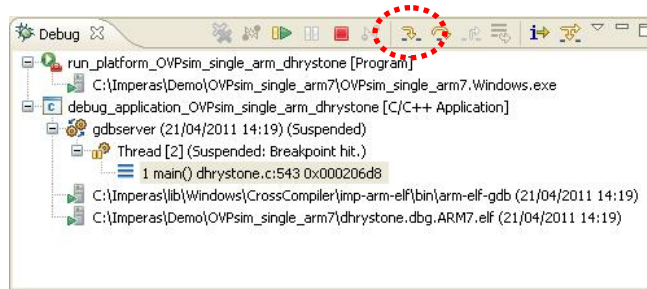 Debug
run_platform_OVPsim_single_arm_dhrystone [Program]
C:\Imperas\Demo\OVPsim_single_arm7\OVPsim_single_arm7.Windows.exe
debug_application_OVPsim_single_arm_dhrystone [C/C++ Application]
gdbserver (21/04/2011 14:19) (Suspended)
Thread [2] (Suspended: Breakpoint hit.)
1 main() dhrystone.c:543 0x000206d8
C:\Imperas\lib\Windows\CrossCompiler\imp-arm-elf\bin\arm-elf-gdb (21/04/2011 14:19)
C:\Imperas\Demo\OVPsim_single_arm7\dhrystone.dbg.ARM7.elf (21/04/2011 14:19)